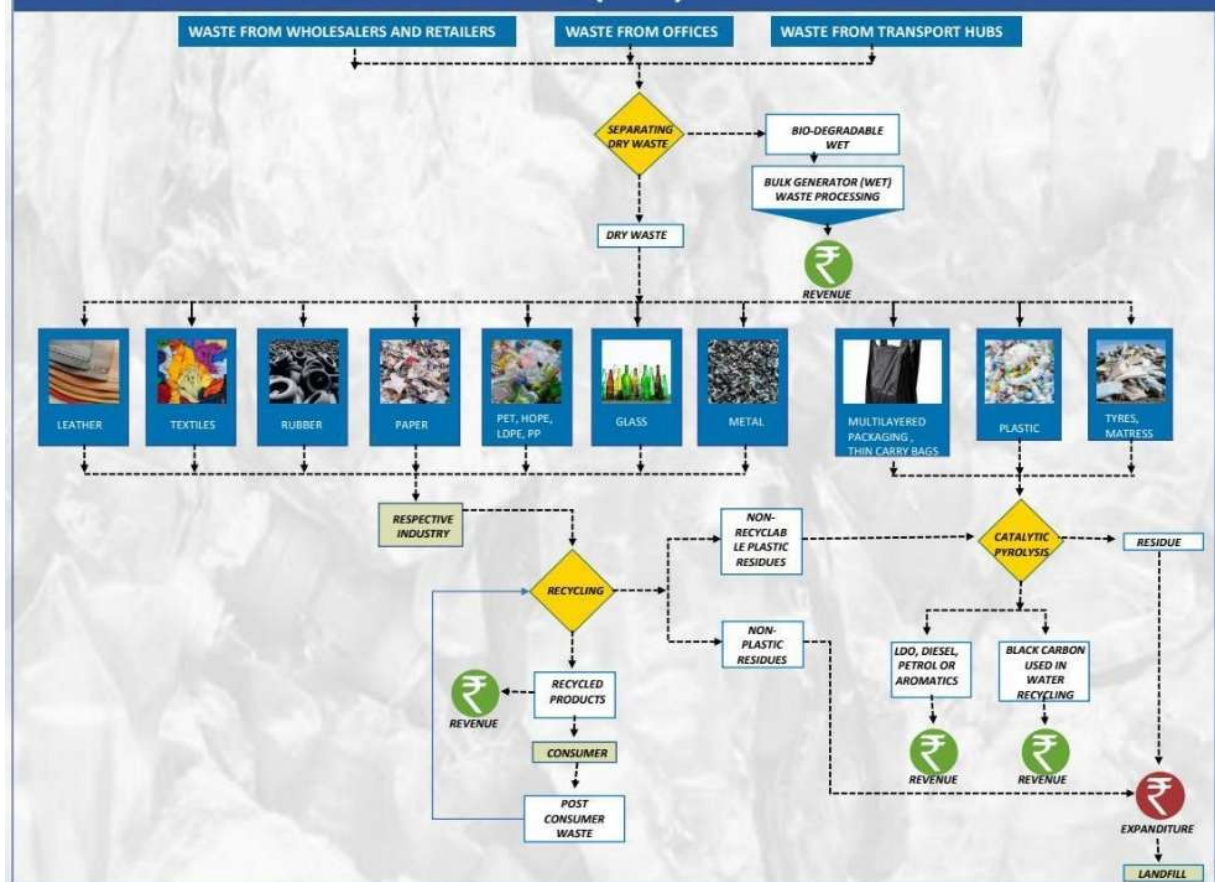 WASTE FROM WHOLESALERS AND RETAILERS
WASTE FROM OFFICES
WASTE FROM TRANSPORT HUBS
SEPARATING
DRY WASTE
BIO-DEGRADABLE
WET
BULK GENERATOR (WET)
WASTE PROCESSING
DRY WASTE
₹
REVENUE
LEATHER
TEXTILES
RUBBER
PAPER
PET, HOPE,
LDPE, PP
GLASS
METAL
MULTILAYERED
PACKAGING ,
THIN CARRY BAGS
PLASTIC
TYRES,
MATRESS
RESPECTIVE
INDUSTRY
NON-
RECYCLAB
LE PLASTIC
RESIDUES
CATALYTIC
PYROLYSIS
RESIDUE
RECYCLING
NON-
PLASTIC
RESIDUES
LDO, DIESEL,
PETROL OR
AROMATICS
BLACK CARBON
USED IN
WATER
RECYCLING
₹
REVENUE
RECYCLED
PRODUCTS
CONSUMER
POST
CONSUMER
WASTE
₹
REVENUE
₹
REVENUE
₹
EXPANDITURE
LANDFILL